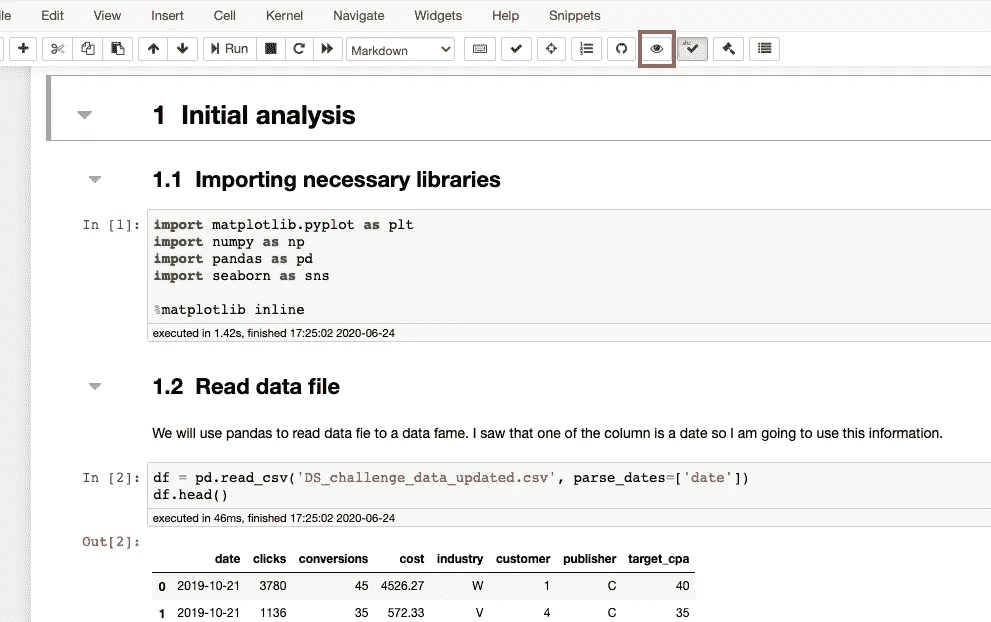 ile Edit View Insert Cell Kernel Navigate Widgets Help Snippets
Run Markdown abc
1 Initial analysis
1.1 Importing necessary libraries
In [1]:
import matplotlib.pyplot as plt
import numpy as np
import pandas as pd
import seaborn as sns
%matplotlib inline
executed in 1.42s, finished 17:25:02 2020-06-24
1.2 Read data file
We will use pandas to read data fie to a data fame. I saw that one of the column is a date so I am going to use this information.
In [2]:
df = pd.read_csv('DS_challenge_data_updated.csv', parse_dates=['date'])
df.head()
executed in 46ms, finished 17:25:02 2020-06-24
Out[2]:
date clicks conversions cost industry customer publisher target_cpa
0 2019-10-21 3780 45 4526.27 W 1 C 40
1 2019-10-21 1136 35 572.33 V 4 C 35